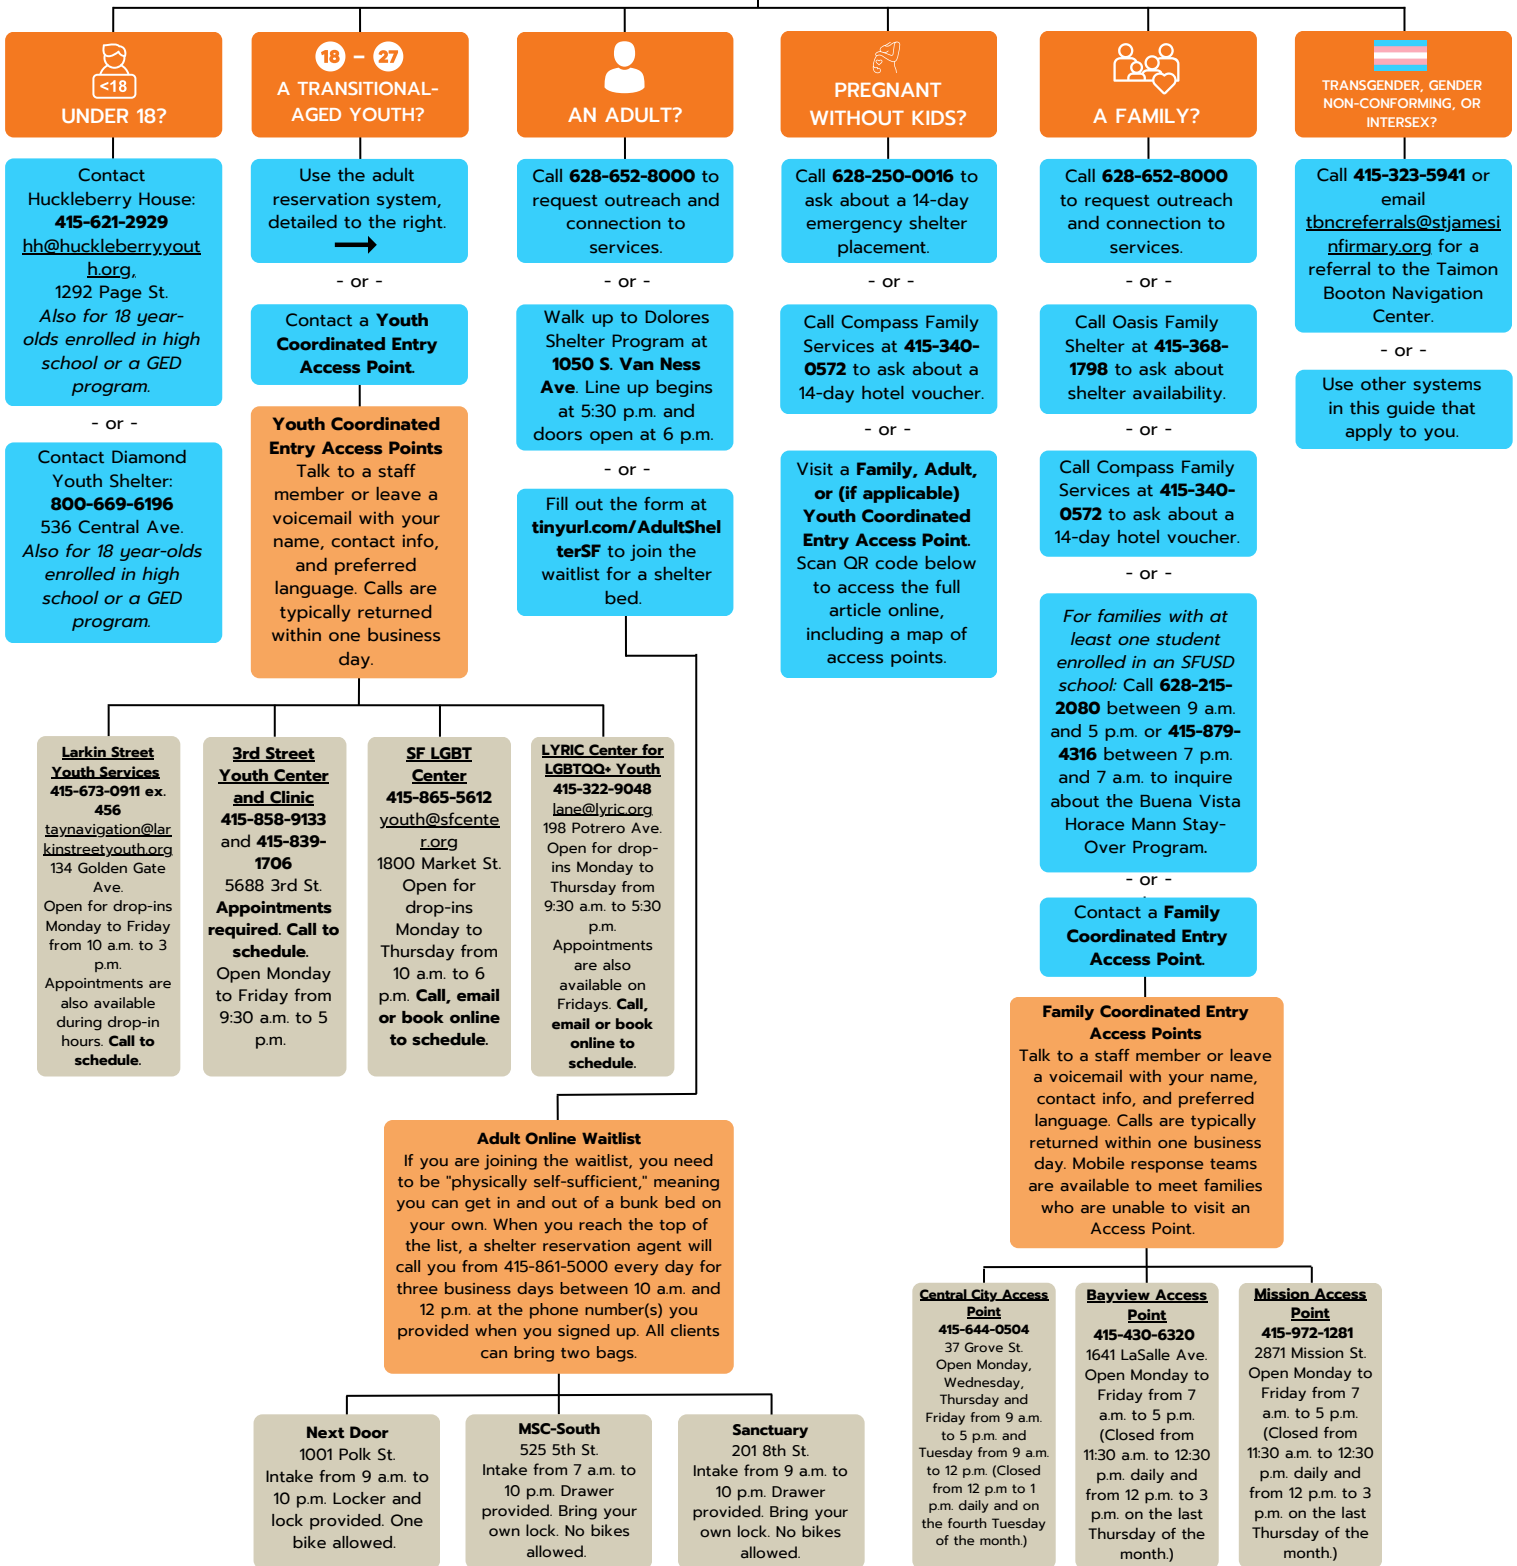 <18
UNDER 18?
Contact
Huckleberry House:
415-621-2929
hh@huckleberryyout
h.org,
1292 Page St.
Also for 18 year-
olds enrolled in high
school or a GED
program.
- or -
Contact Diamond
Youth Shelter:
800-669-6196
536 Central Ave.
Also for 18 year-olds
enrolled in high
school or a GED
program.
18 – 27
A TRANSITIONAL-
AGED YOUTH?
Use the adult
reservation system,
detailed to the right.
- or -
Contact a Youth
Coordinated Entry
Access Point.
Youth Coordinated
Entry Access Points
Talk to a staff
member or leave a
voicemail with your
name, contact info,
and preferred
language. Calls are
typically returned
within one business
day.
Larkin Street
Youth Services
415-673-0911 ex.
456
taynavigation@lar
kinstreetyouth.org
134 Golden Gate
Ave.
Open for drop-ins
Monday to Friday
from 10 a.m. to 3
p.m.
Appointments are
also available
during drop-in
hours. Call to
schedule.
3rd Street
Youth Center
and Clinic
415-858-9133
and 415-839-
1706
5688 3rd St.
Appointments
required. Call to
schedule.
Open Monday
to Friday from
9:30 a.m. to 5
p.m.
SF LGBT
Center
415-865-5612
youth@sfcente
r.org
1800 Market St.
Open for
drop-ins
Monday to
Thursday from
10 a.m. to 6
p.m. Call, email
or book online
to schedule.
LYRIC Center for
LGBTQQ+ Youth
415-322-9048
lane@lyric.org
198 Potrero Ave.
Open for drop-
ins Monday to
Thursday from
9:30 a.m. to 5:30
p.m.
Appointments
are also
available on
Fridays. Call,
email or book
online to
schedule.
AN ADULT?
Call 628-652-8000 to
request outreach and
connection to
services.
- or -
Walk up to Dolores
Shelter Program at
1050 S. Van Ness
Ave. Line up begins
at 5:30 p.m. and
doors open at 6 p.m.
- or -
Fill out the form at
tinyurl.com/AdultShel
terSF to join the
waitlist for a shelter
bed.
Adult Online Waitlist
If you are joining the waitlist, you need
to be "physically self-sufficient," meaning
you can get in and out of a bunk bed on
your own. When you reach the top of
the list, a shelter reservation agent will
call you from 415-861-5000 every day for
three business days between 10 a.m. and
12 p.m. at the phone number(s) you
provided when you signed up. All clients
can bring two bags.
Next Door
1001 Polk St.
Intake from 9 a.m. to
10 p.m. Locker and
lock provided. One
bike allowed.
MSC-South
525 5th St.
Intake from 7 a.m. to
10 p.m. Drawer
provided. Bring your
own lock. No bikes
allowed.
Sanctuary
201 8th St.
Intake from 9 a.m. to
10 p.m. Drawer
provided. Bring your
own lock. No bikes
allowed.
PREGNANT
WITHOUT KIDS?
Call 628-250-0016 to
ask about a 14-day
emergency shelter
placement.
- or -
Call Compass Family
Services at 415-340-
0572 to ask about a
14-day hotel voucher.
- or -
Visit a Family, Adult,
or (if applicable)
Youth Coordinated
Entry Access Point.
Scan QR code below
to access the full
article online,
including a map of
access points.
A FAMILY?
Call 628-652-8000
to request outreach
and connection to
services.
- or -
Call Oasis Family
Shelter at 415-368-
1798 to ask about
shelter availability.
- or -
Call Compass Family
Services at 415-340-
0572 to ask about a
14-day hotel voucher.
- or -
For families with at
least one student
enrolled in an SFUSD
school: Call 628-215-
2080 between 9 a.m.
and 5 p.m. or 415-879-
4316 between 7 p.m.
and 7 a.m. to inquire
about the Buena Vista
Horace Mann Stay-
Over Program.
- or -
Contact a Family
Coordinated Entry
Access Point.
Family Coordinated Entry
Access Points
Talk to a staff member or leave
a voicemail with your name,
contact info, and preferred
language. Calls are typically
returned within one business
day. Mobile response teams
are available to meet families
who are unable to visit an
Access Point.
Central City Access
Point
415-644-0504
37 Grove St.
Open Monday,
Wednesday,
Thursday and
Friday from 9 a.m.
to 5 p.m. and
Tuesday from 9 a.m.
to 12 p.m. (Closed
from 12 p.m to 1
p.m. daily and on
the fourth Tuesday
of the month.)
Bayview Access
Point
415-430-6320
1641 LaSalle Ave.
Open Monday to
Friday from 7
a.m. to 5 p.m.
(Closed from
11:30 a.m. to 12:30
p.m. daily and
from 12 p.m. to 3
p.m. on the last
Thursday of the
month.)
Mission Access
Point
415-972-1281
2871 Mission St.
Open Monday to
Friday from 7
a.m. to 5 p.m.
(Closed from
11:30 a.m. to 12:30
p.m. daily and
from 12 p.m. to 3
p.m. on the last
Thursday of the
month.)
TRANSGENDER, GENDER
NON-CONFORMING, OR
INTERSEX?
Call 415-323-5941 or
email
tbncreferrals@stjamesi
nfirmary.org for a
referral to the Taimon
Booton Navigation
Center.
- or -
Use other systems
in this guide that
apply to you.